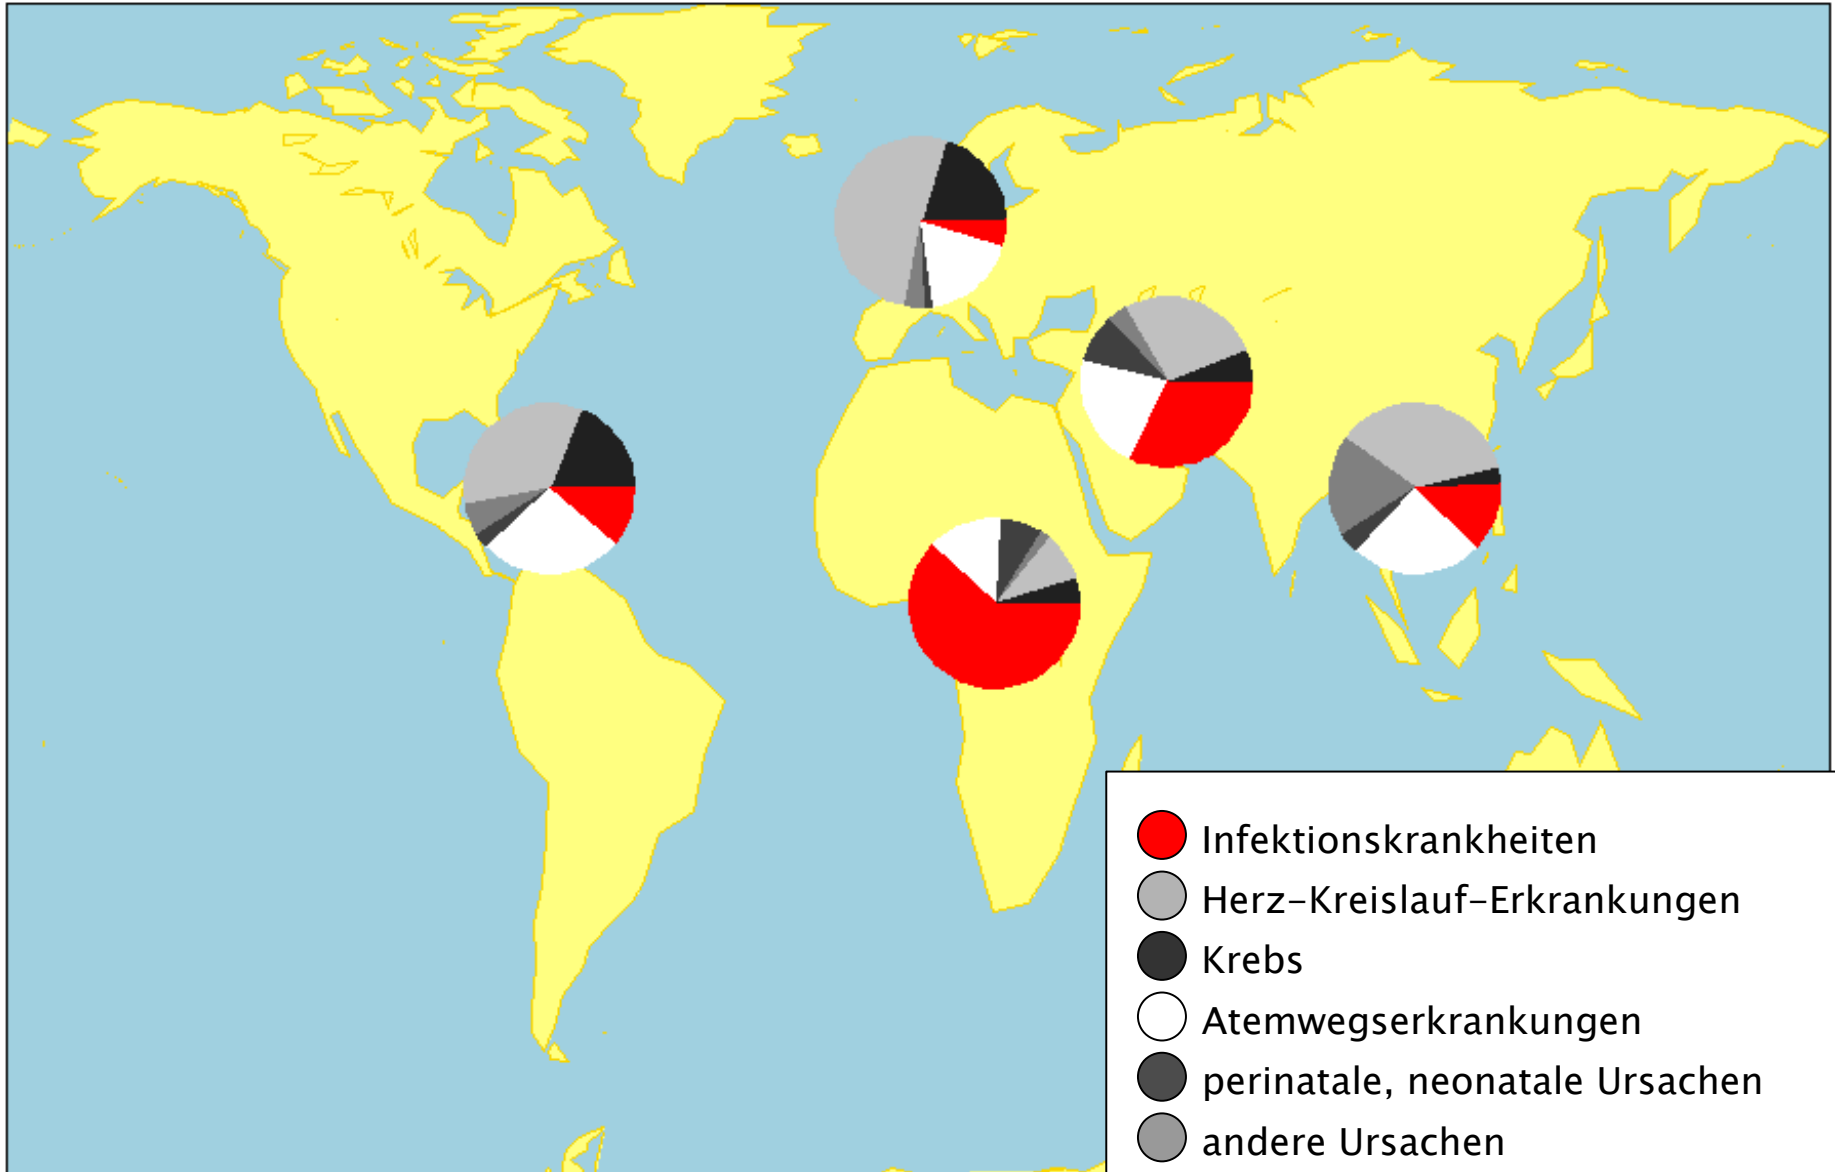 Infektionskrankheiten
Herz-Kreislauf-Erkrankungen
Krebs
Atemwegserkrankungen
perinatale, neonatale Ursachen
andere Ursachen